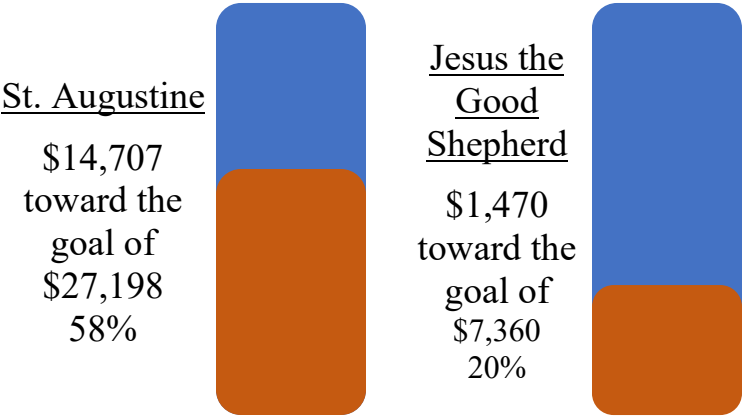 St. Augustine
$14,707
toward the
goal of
$27,198
58%
Jesus the
Good
Shepherd
$1,470
toward the
goal of
$7,360
20%